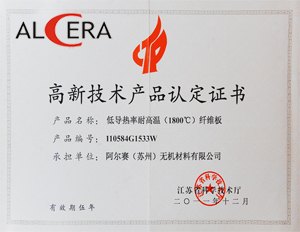 ALCERA
高新技术产品认定证书
产品名称：低导热率耐高温（1800℃）纤维板
产品编号：110584G1533W
承担单位：阿尔赛（苏州）无机材料有限公司
江苏省科学技术厅
二〇一一年十二月
有效期伍年